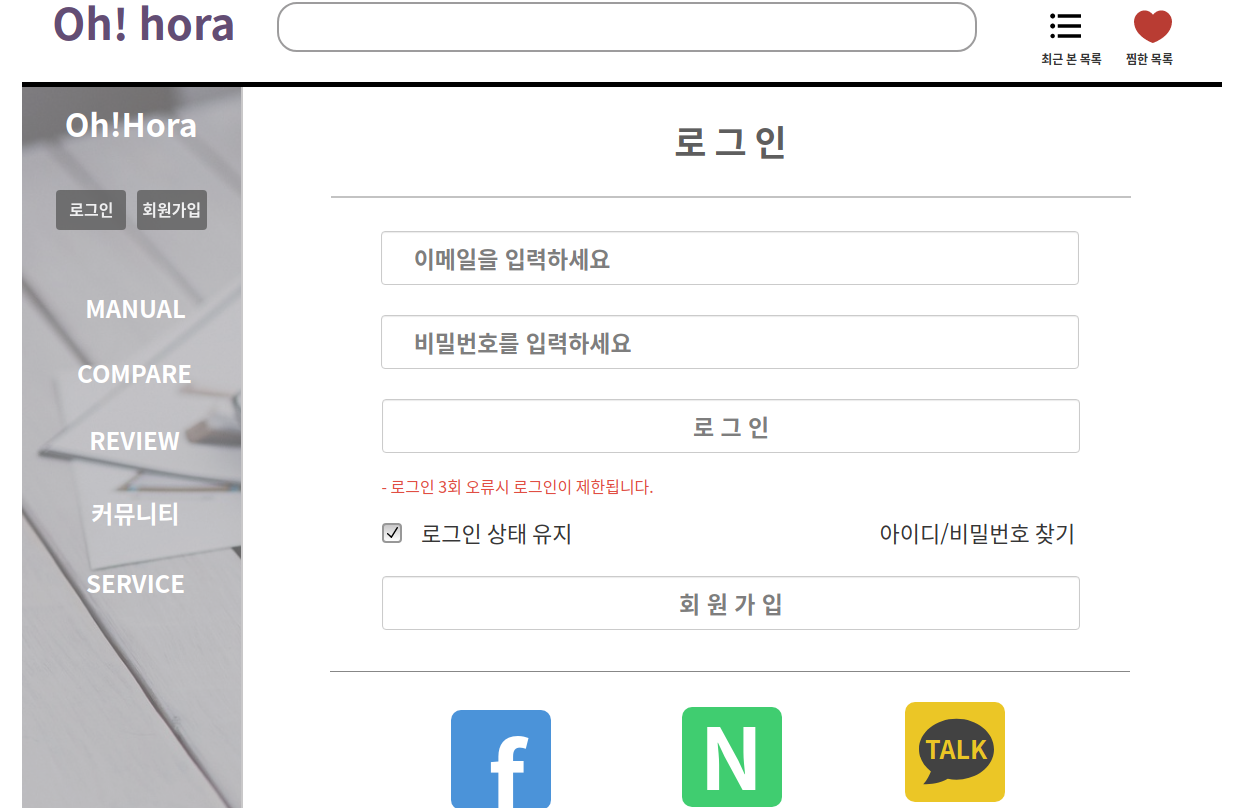 Oh! hora
최근 본 목록
찜한 목록
Oh!Hora
로그인
회원가입
MANUAL
COMPARE
REVIEW
커뮤니티
SERVICE
로 그 인
이메일을 입력하세요
비밀번호를 입력하세요
로 그 인
- 로그인 3회 오류시 로그인이 제한됩니다.
로그인 상태 유지
아이디/비밀번호 찾기
회 원 가 입
f
N
TALK